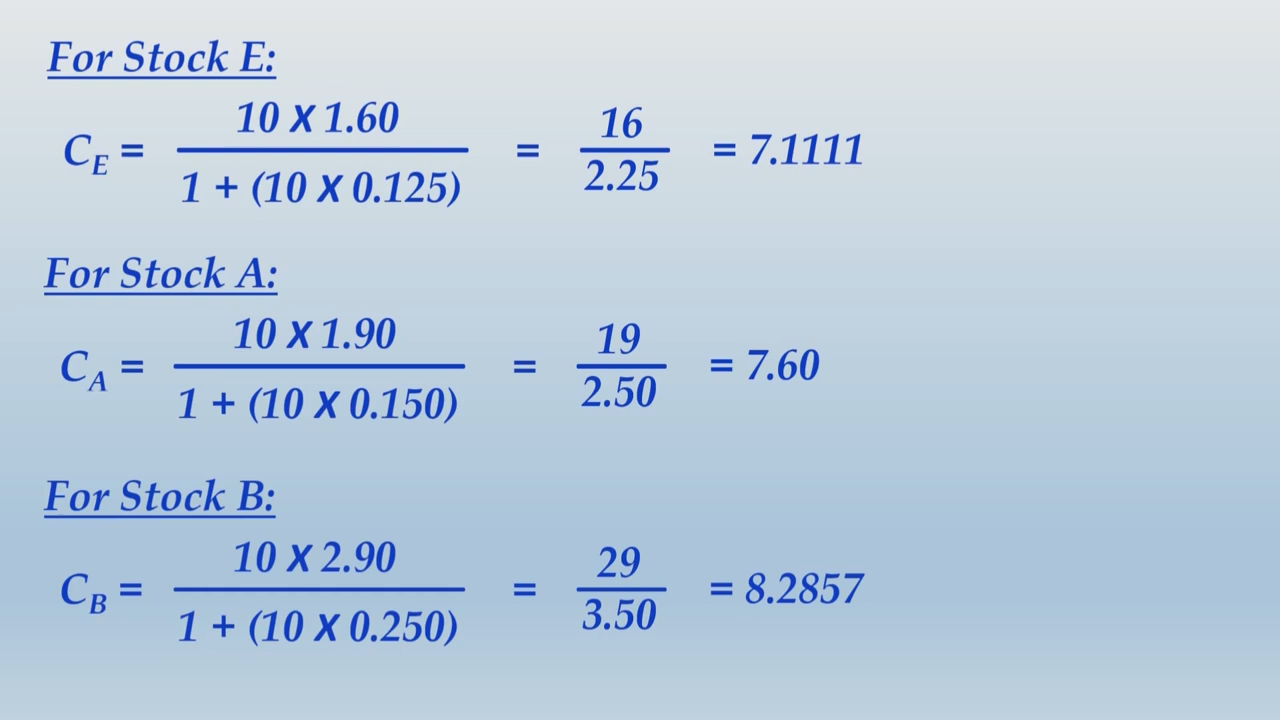 For Stock E:
10 X 1.60
C_E = ──────── = 16/2.25 = 7.1111
1 + (10 X 0.125)
For Stock A:
10 X 1.90
C_A = ──────── = 19/2.50 = 7.60
1 + (10 X 0.150)
For Stock B:
10 X 2.90
C_B = ──────── = 29/3.50 = 8.2857
1 + (10 X 0.250)